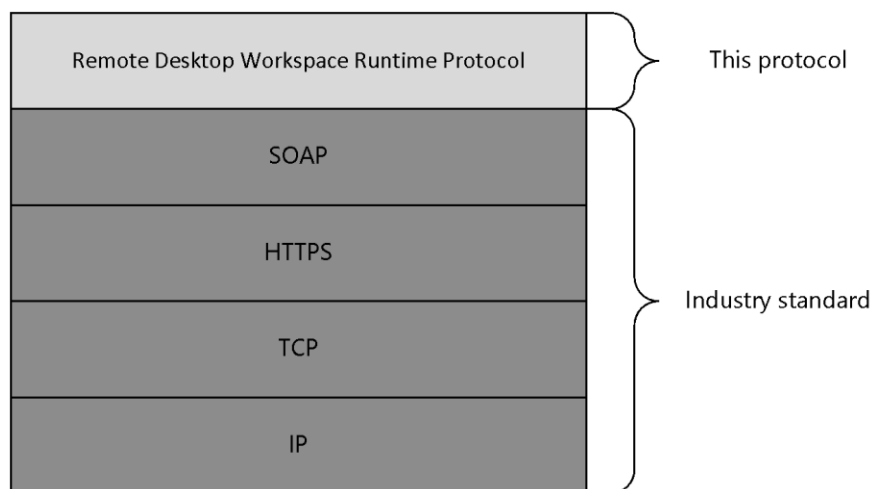 Remote Desktop Workspace Runtime Protocol
This protocol
SOAP
HTTPS
Industry standard
TCP
IP